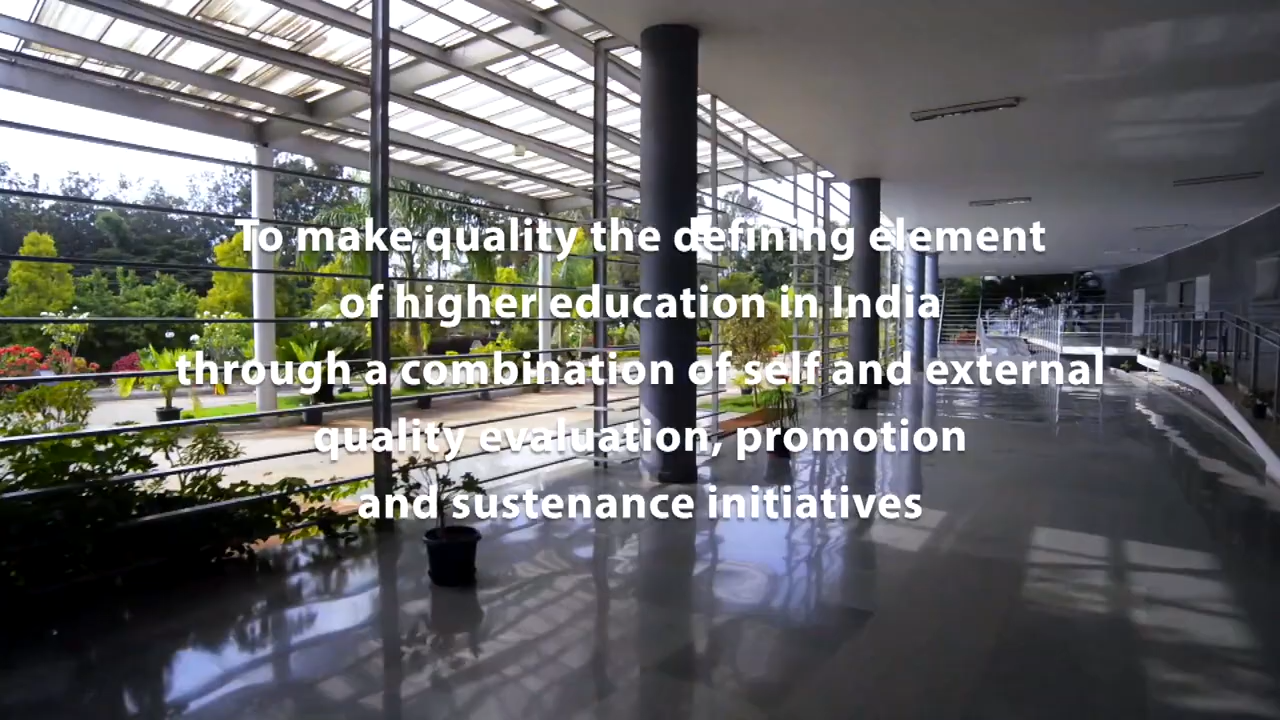 To make quality the defining element
of higher education in India
through a combination of self and external
quality evaluation, promotion
and sustenance initiatives